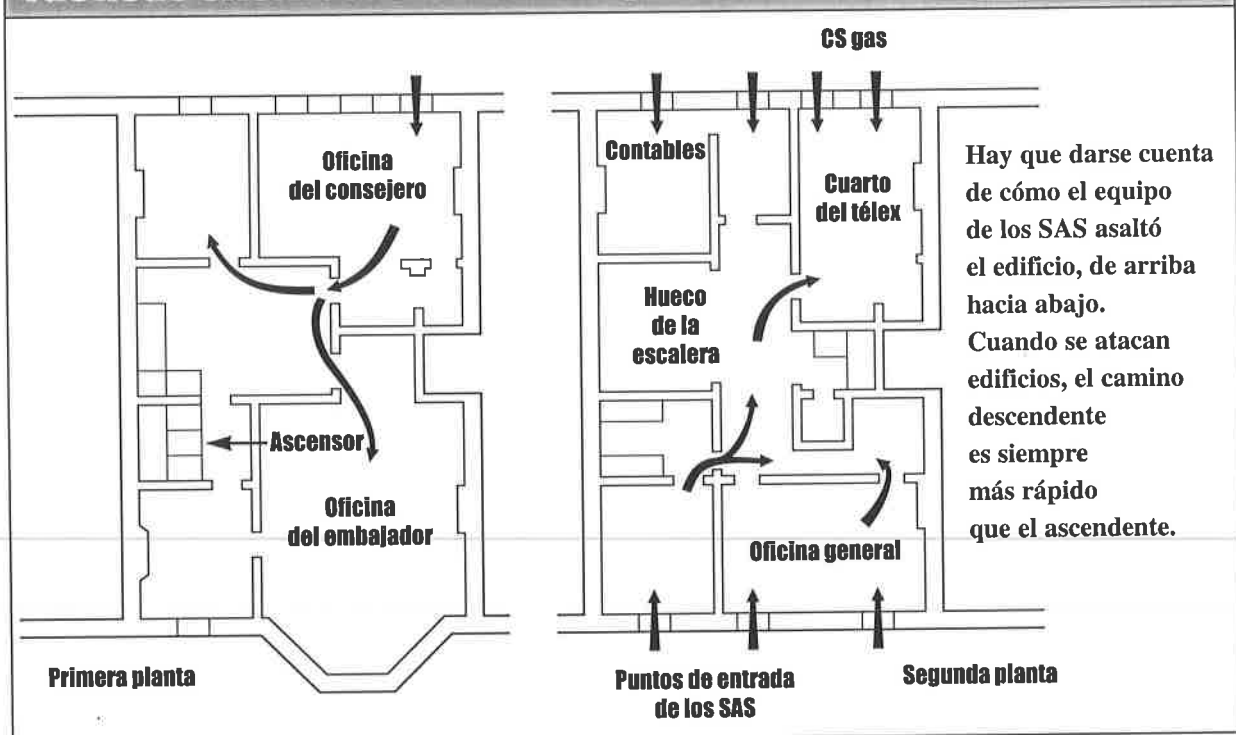 CS gas
Oficina
del consejero
Ascensor
Oficina
del embajador
Primera planta
Contables
Cuarto
del télex
Hueco
de la
escalera
Oficina general
Puntos de entrada
de los SAS
Segunda planta
Hay que darse cuenta
de cómo el equipo
de los SAS asaltó
el edificio, de arriba
hacia abajo.
Cuando se atacan
edificios, el camino
descendente
es siempre
más rápido
que el ascendente.